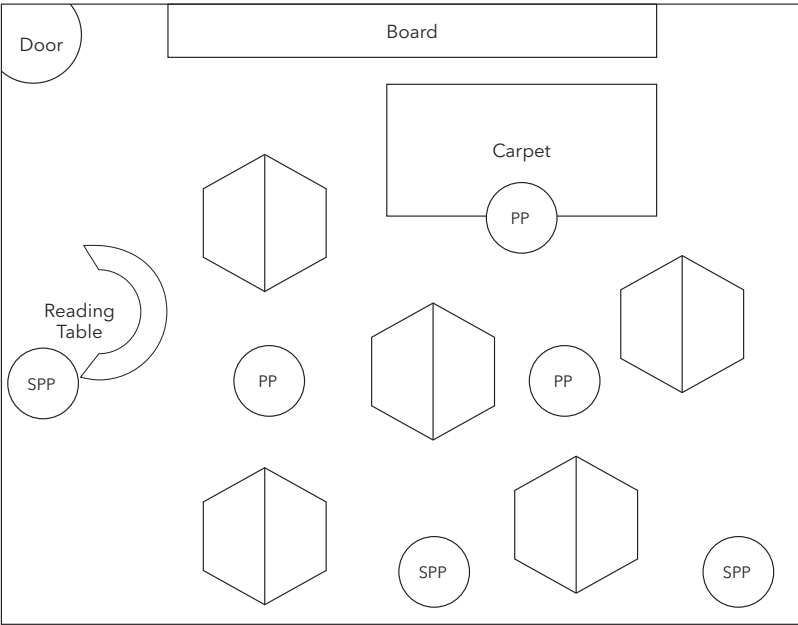 Door
Board
Carpet
PP
Reading
Table
SPP
PP
PP
SPP
SPP